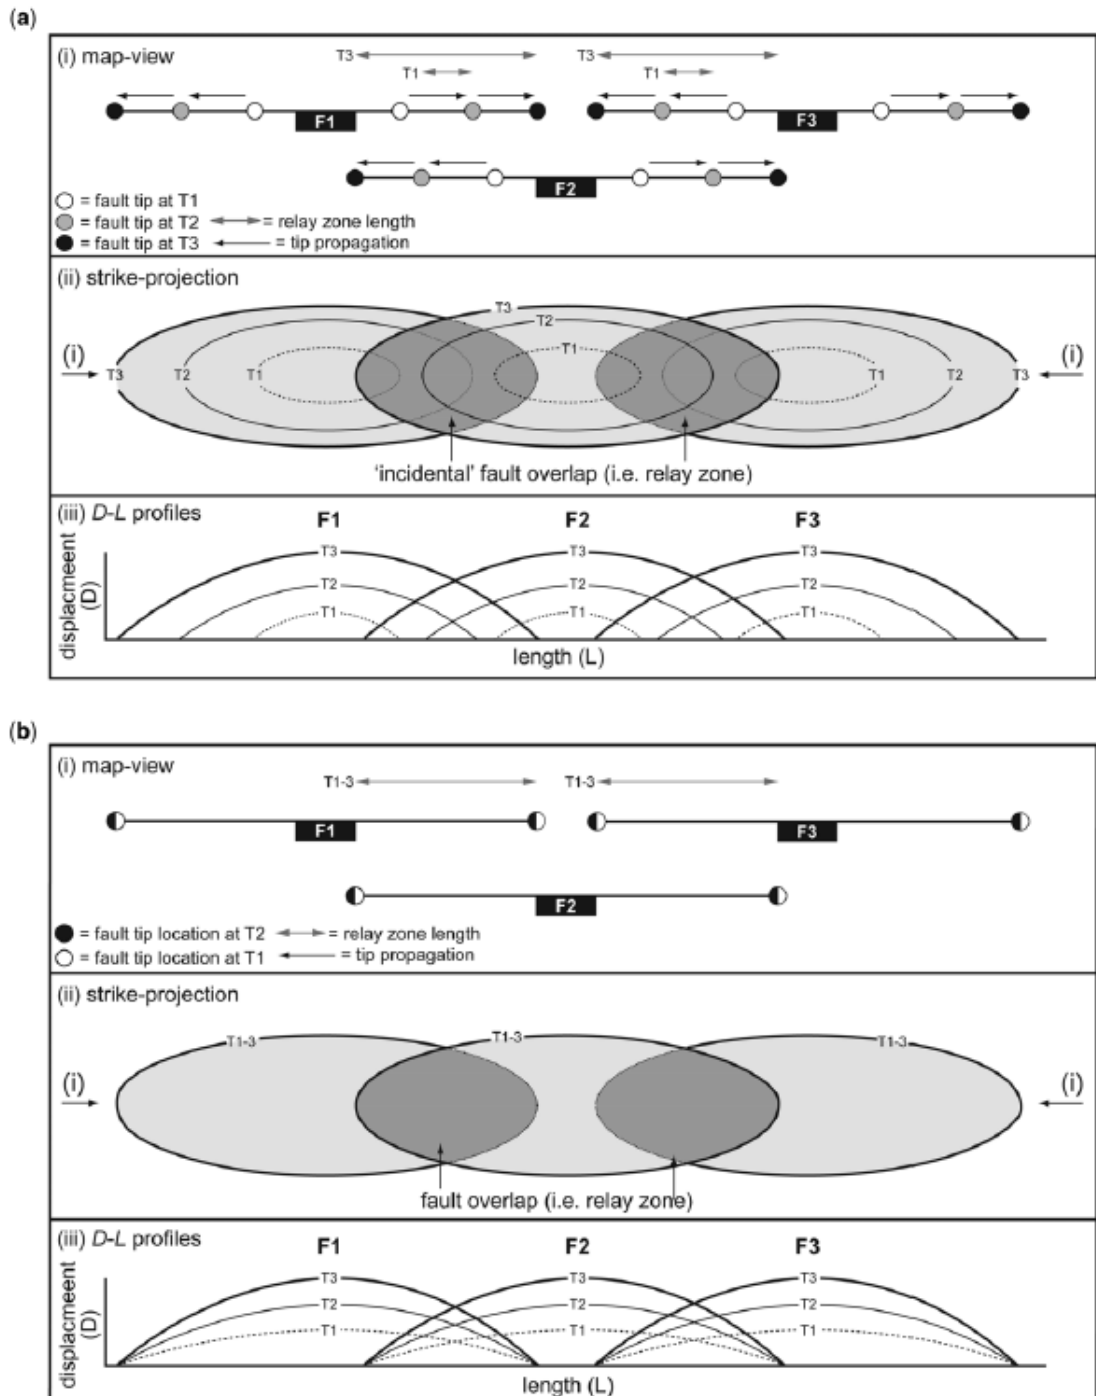 (a)
(i) map-view
T3 T3
T1 T1
F1 F3
F2
= fault tip at T1
= fault tip at T2 = relay zone length
= fault tip at T3 = tip propagation
(ii) strike-projection
T3
T2
T1
(i) (i)
T3 T2 T1 T1 T2 T3
'incidental' fault overlap (i.e. relay zone)
(iii) D-L profiles
F1 F2 F3
T3 T3 T3
T2 T2 T2
T1 T1 T1
displacmeent
(D)
length (L)
(b)
(i) map-view
T1-3 T1-3
F1 F3
F2
= fault tip location at T2 = relay zone length
= fault tip location at T1 = tip propagation
(ii) strike-projection
T1-3 T1-3 T1-3
(i) (i)
fault overlap (i.e. relay zone)
(iii) D-L profiles
F1 F2 F3
T3 T3 T3
T2 T2 T2
T1 T1 T1
displacmeent
(D)
length (L)